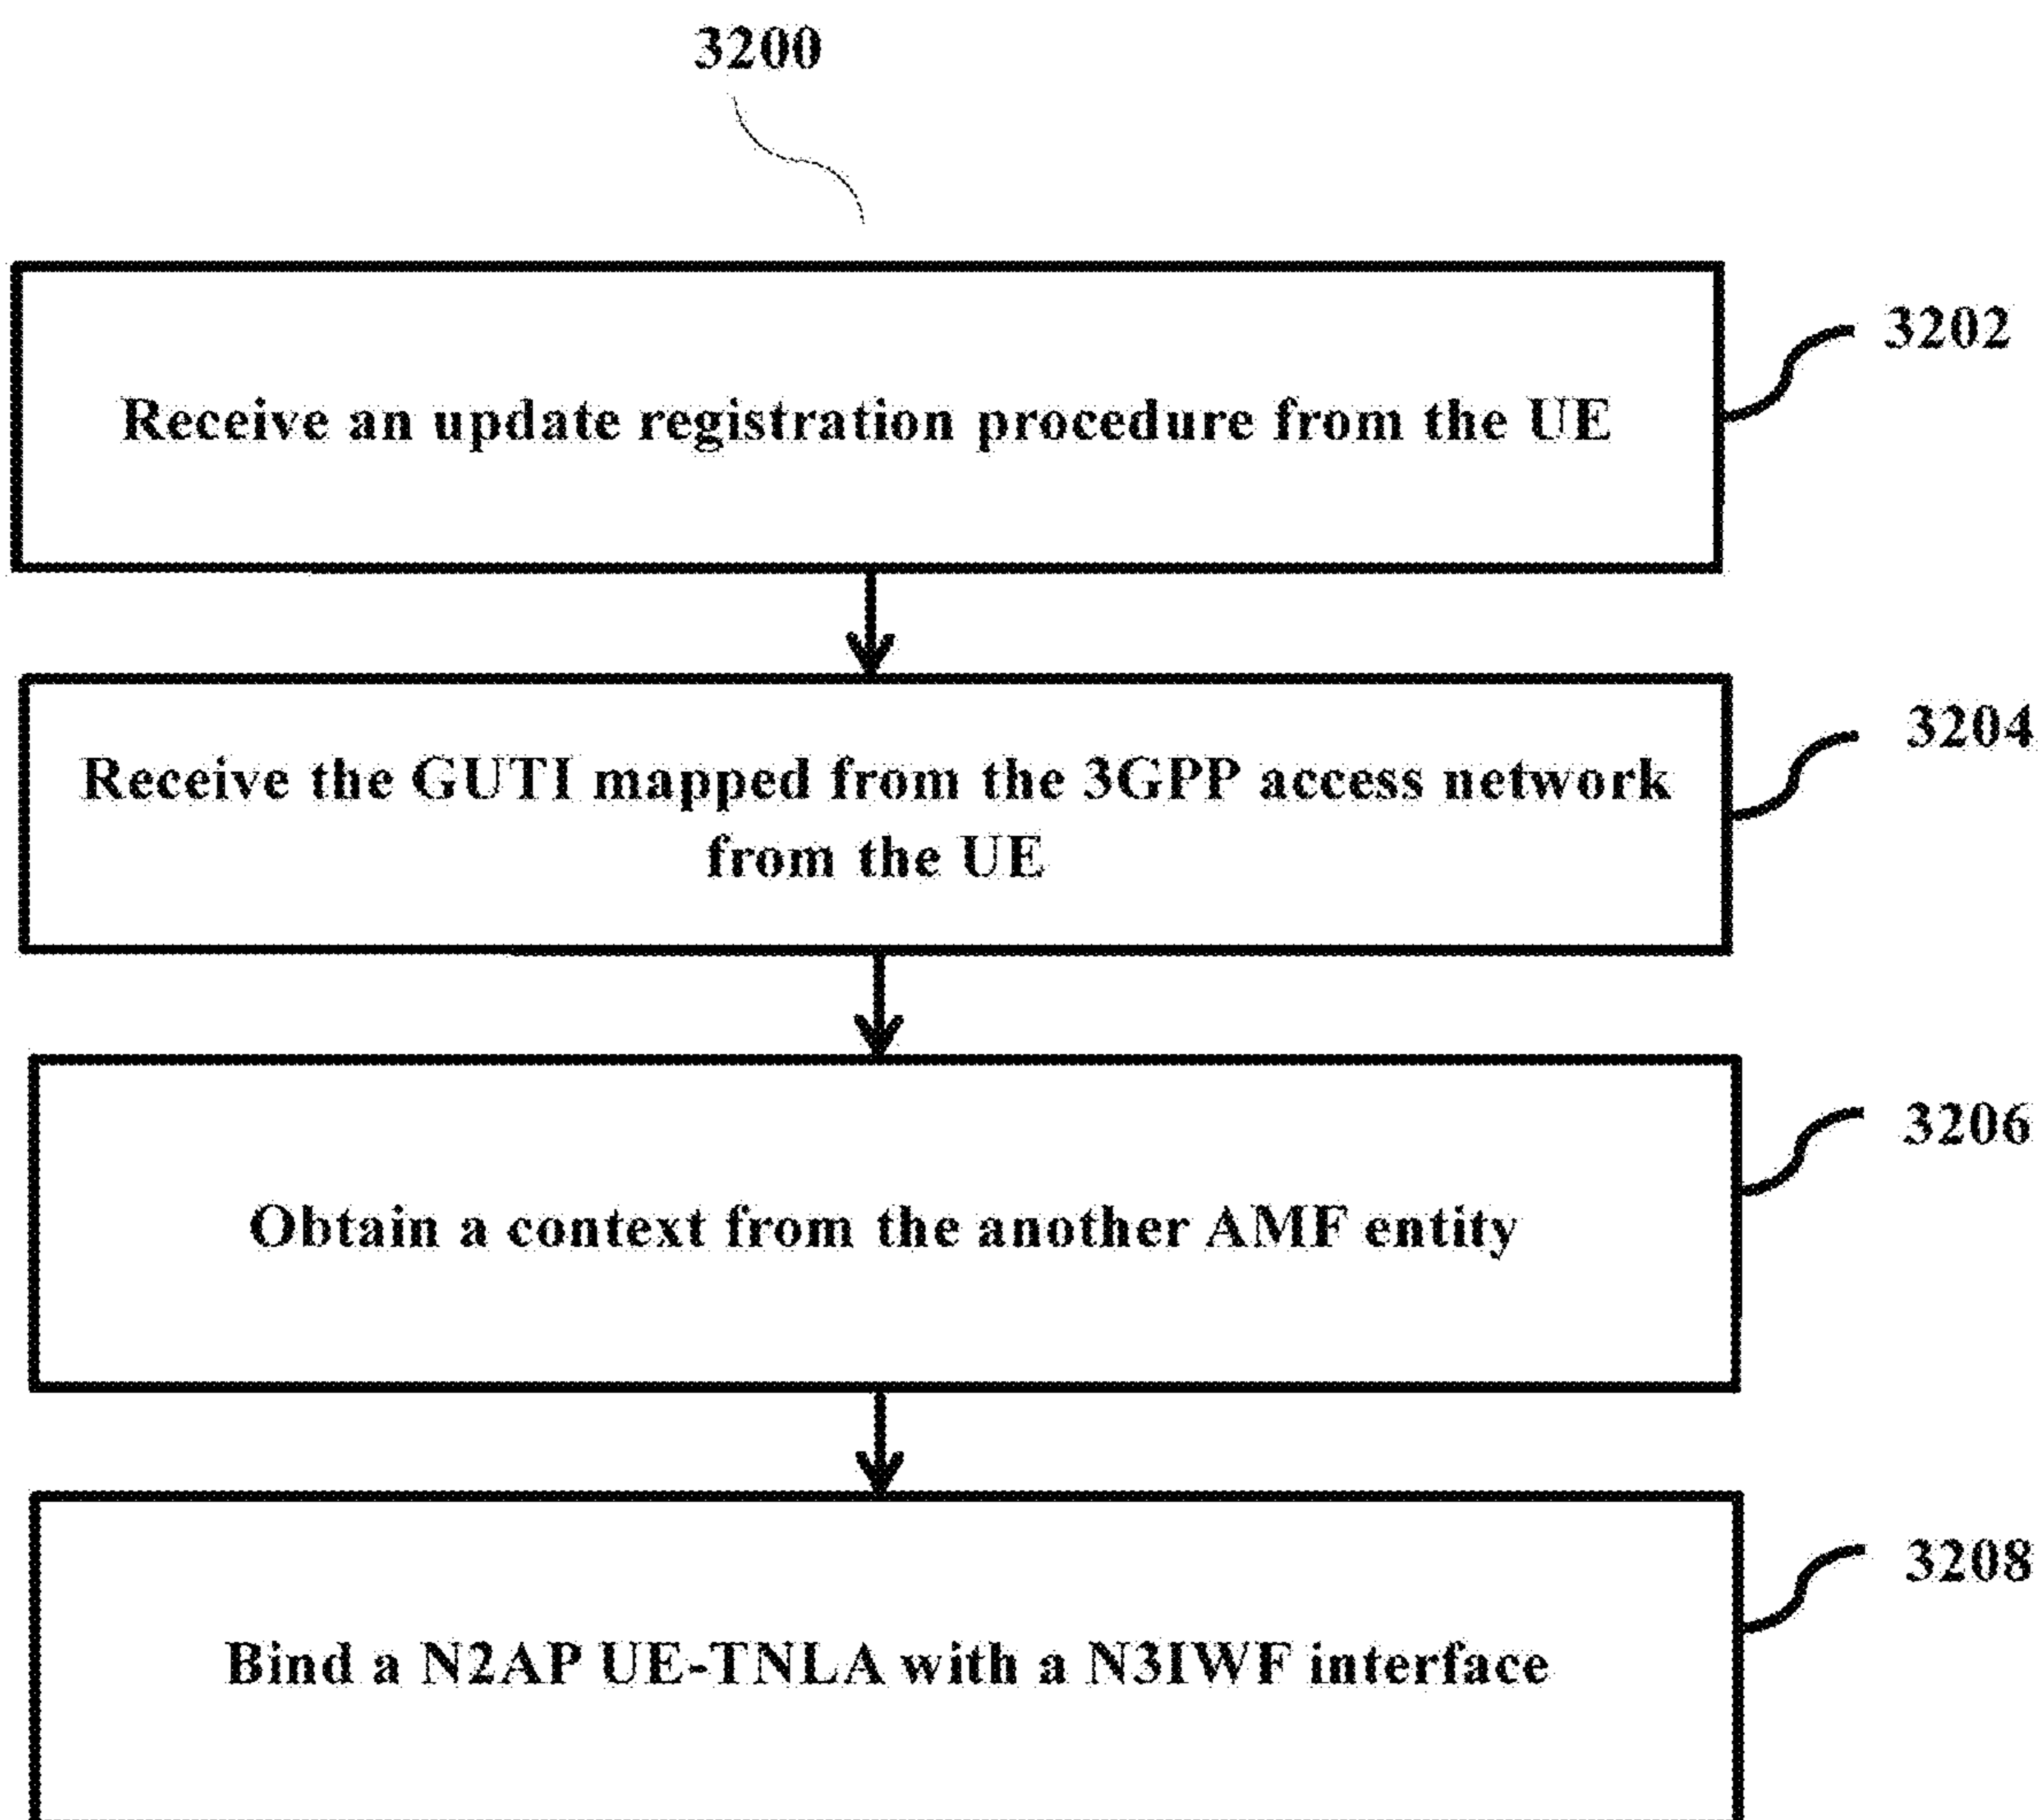 3200
3202
Receive an update registration procedure from the UE
3204
Receive the GUTI mapped from the 3GPP access network
from the UE
3206
Obtain a context from the another AMF entity
3208
Bind a N2AP UE-TNLA with a N3IWF interface